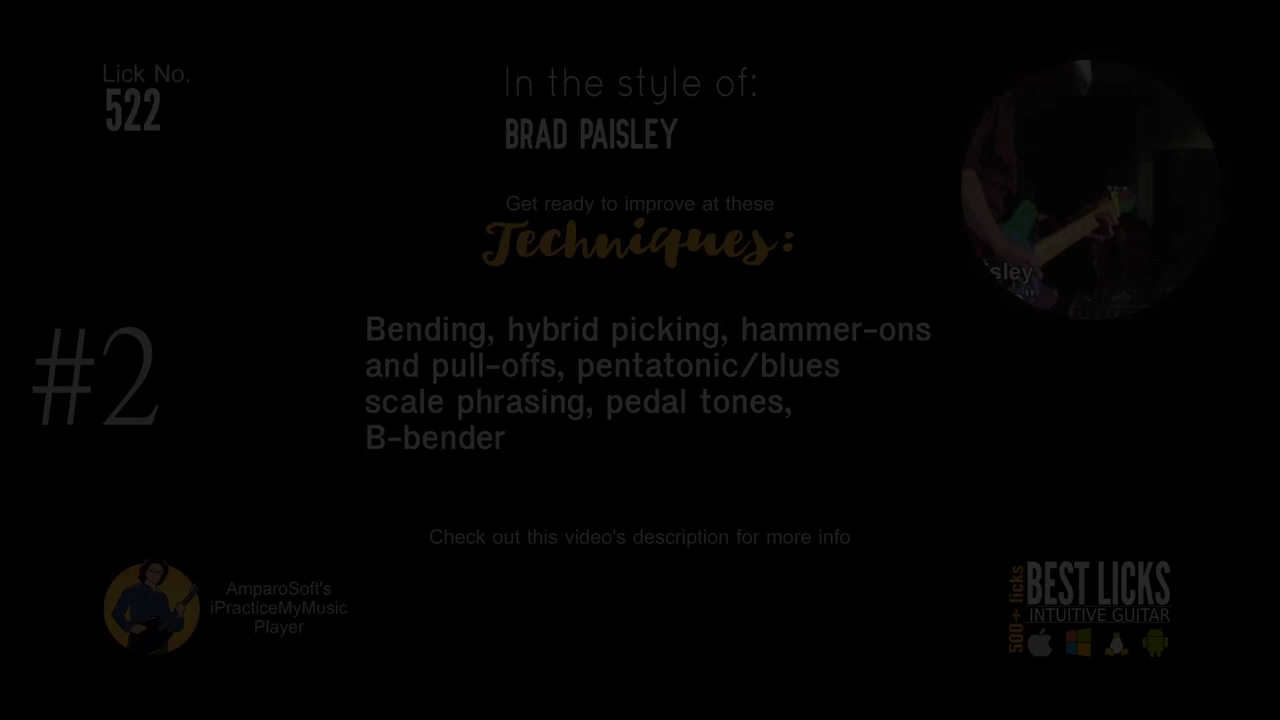 Lick No.
522
In the style of:
BRAD PAISLEY
Get ready to improve at these
Techniques:
isley
#2
Bending, hybrid picking, hammer-ons
and pull-offs, pentatonic/blues
scale phrasing, pedal tones,
B-bender
Check out this video's description for more info
AmparoSoft's
iPracticeMyMusic
Player
500+ licks
BEST LICKS
INTUITIVE GUITAR